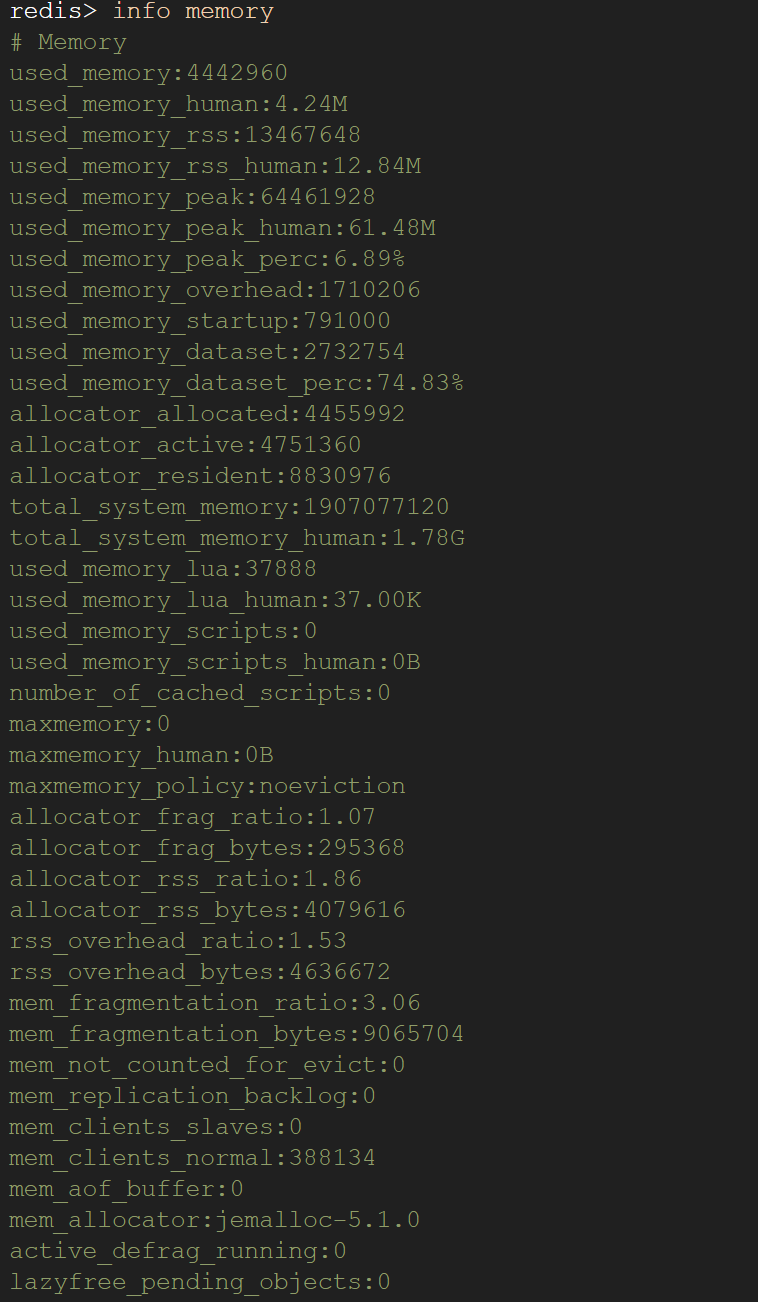 redis> info memory
# Memory
used_memory:4442960
used_memory_human:4.24M
used_memory_rss:13467648
used_memory_rss_human:12.84M
used_memory_peak:64461928
used_memory_peak_human:61.48M
used_memory_peak_perc:6.89%
used_memory_overhead:1710206
used_memory_startup:791000
used_memory_dataset:2732754
used_memory_dataset_perc:74.83%
allocator_allocated:4455992
allocator_active:4751360
allocator_resident:8830976
total_system_memory:1907077120
total_system_memory_human:1.78G
used_memory_lua:37888
used_memory_lua_human:37.00K
used_memory_scripts:0
used_memory_scripts_human:0B
number_of_cached_scripts:0
maxmemory:0
maxmemory_human:0B
maxmemory_policy:noeviction
allocator_frag_ratio:1.07
allocator_frag_bytes:295368
allocator_rss_ratio:1.86
allocator_rss_bytes:4079616
rss_overhead_ratio:1.53
rss_overhead_bytes:4636672
mem_fragmentation_ratio:3.06
mem_fragmentation_bytes:9065704
mem_not_counted_for_evict:0
mem_replication_backlog:0
mem_clients_slaves:0
mem_clients_normal:388134
mem_aof_buffer:0
mem_allocator:jemalloc-5.1.0
active_defrag_running:0
lazyfree_pending_objects:0